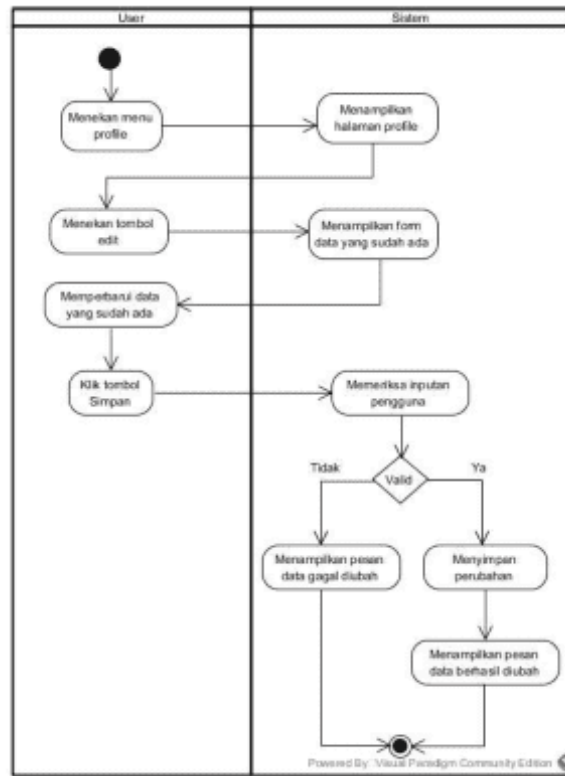 User
Sistem
Menekan menu
profile
Menampilkan
halaman profile
Menekan tombol
edit
Menampilkan form
data yang sudah ada
Memperbarui data
yang sudah ada
Klik tombol
Simpan
Memeriksa inputan
pengguna
Valid
Tidak
Ya
Menampilkan pesan
data gagal diubah
Menyimpan
perubahan
Menampilkan pesan
data berhasil diubah
Powered By: Visual Paradigm Community Edition